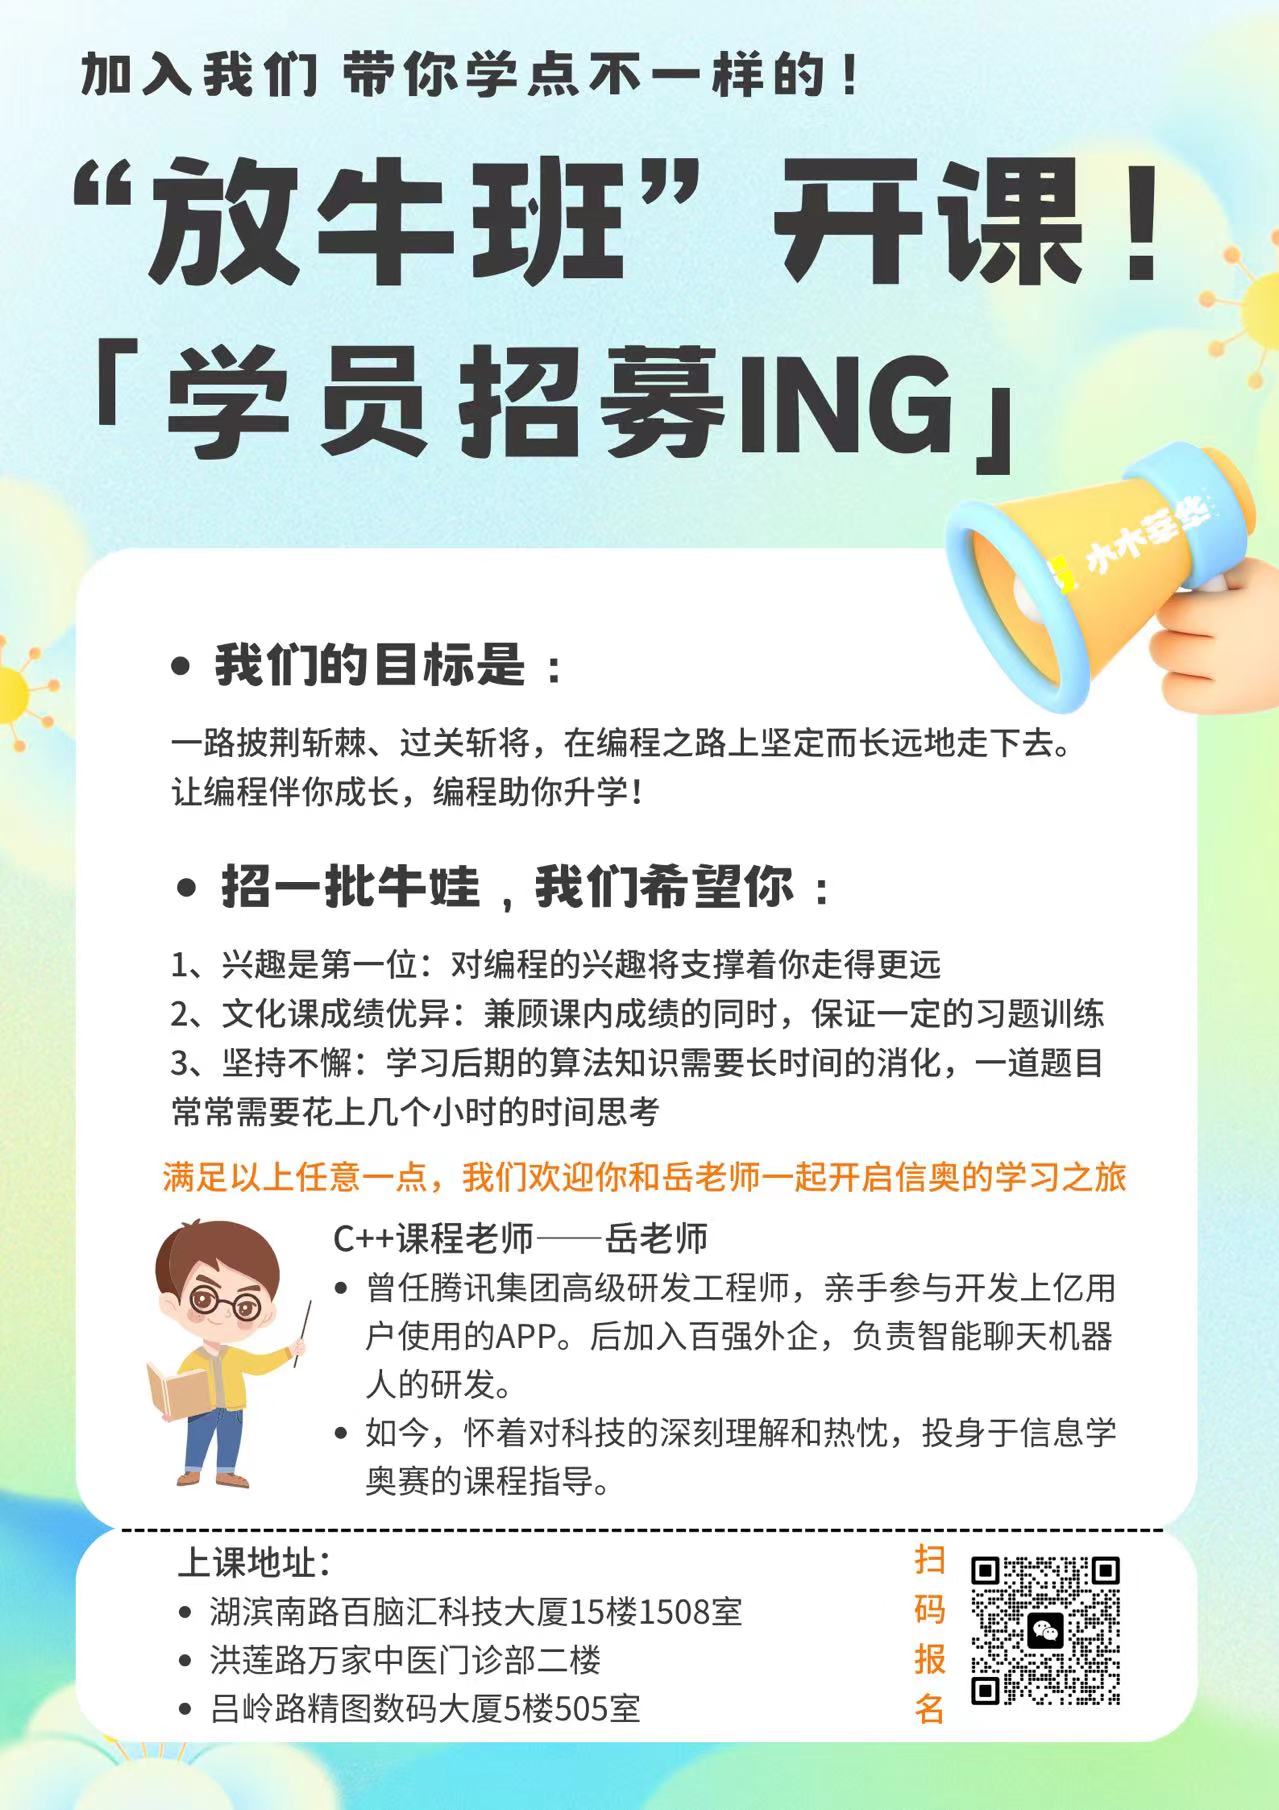 加入我们 带你学点不一样的！
“放牛班”开课！
「学员招募ING」
水木莘华
• 我们的目标是：
一路披荆斩棘、过关斩将，在编程之路上坚定而长远地走下去。
让编程伴你成长，编程助你升学！
• 招一批牛娃，我们希望你：
1、兴趣是第一位：对编程的兴趣将支撑着你走得更远
2、文化课成绩优异：兼顾课内成绩的同时，保证一定的习题训练
3、坚持不懈：学习后期的算法知识需要长时间的消化，一道题目
常常需要花上几个小时的时间思考
满足以上任意一点，我们欢迎你和岳老师一起开启信奥的学习之旅
C++课程老师——岳老师
• 曾任腾讯集团高级研发工程师，亲手参与开发上亿用
户使用的APP。后加入百强外企，负责智能聊天机器
人的研发。
• 如今，怀着对科技的深刻理解和热忱，投身于信息学
奥赛的课程指导。
上课地址：
• 湖滨南路百脑汇科技大厦15楼1508室
• 洪莲路万家中医门诊部二楼
• 吕岭路精图数码大厦5楼505室
扫码报名